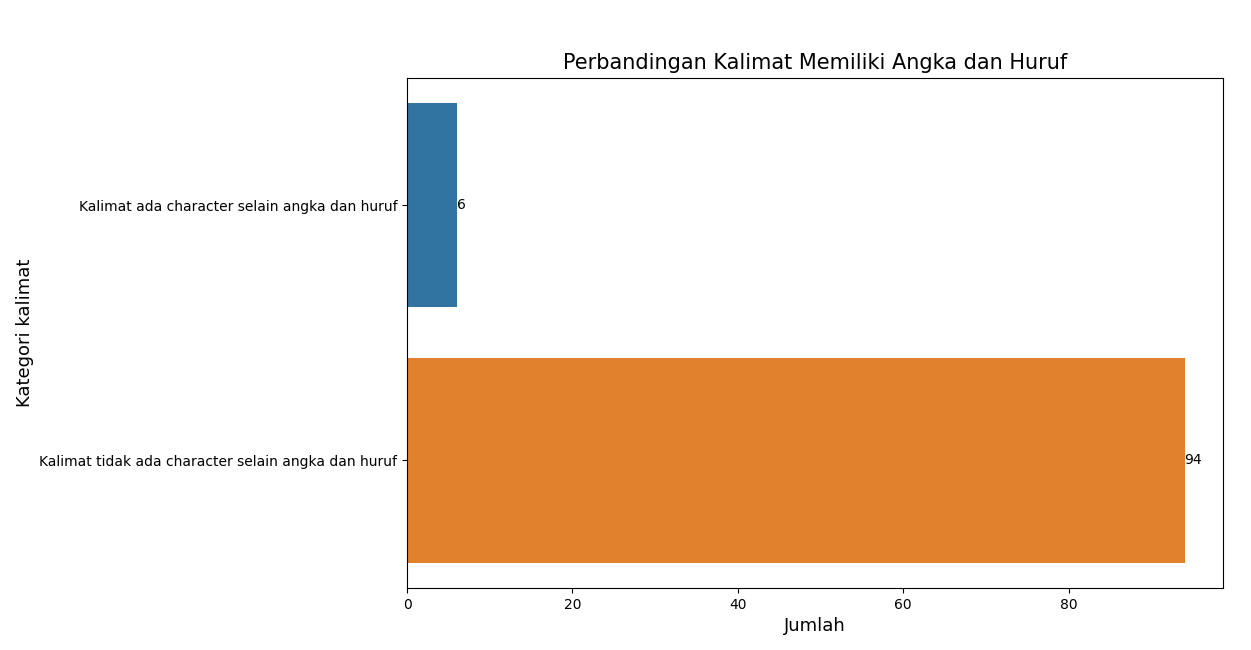 Perbandingan Kalimat Memiliki Angka dan Huruf
Kategori kalimat
Kalimat ada character selain angka dan huruf
6
Kalimat tidak ada character selain angka dan huruf
94
0 20 40 60 80
Jumlah